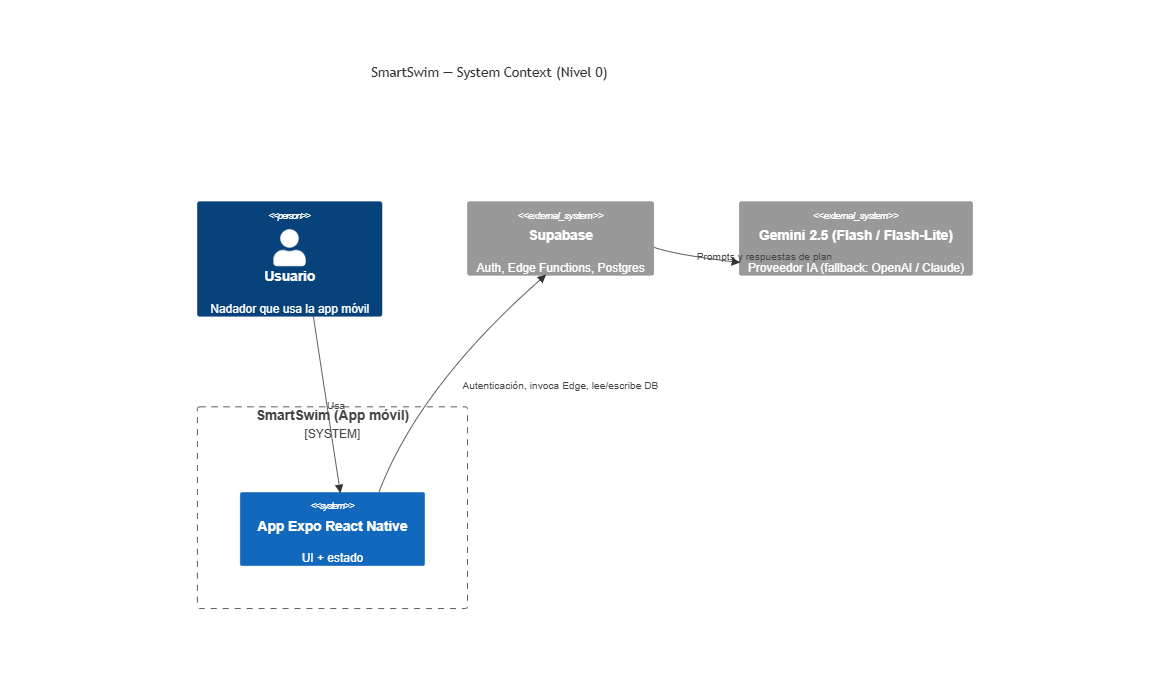 SmartSwim — System Context (Nivel 0)
<<person>>
Usuario
Nadador que usa la app móvil
<<external_system>>
Supabase
Auth, Edge Functions, Postgres
<<external_system>>
Gemini 2.5 (Flash / Flash-Lite)
Prompts y respuestas de plan
Proveedor IA (fallback: OpenAI / Claude)
Autenticación, invoca Edge, lee/escribe DB
Usa
SmartSwim (App móvil)
[SYSTEM]
<<system>>
App Expo React Native
UI + estado